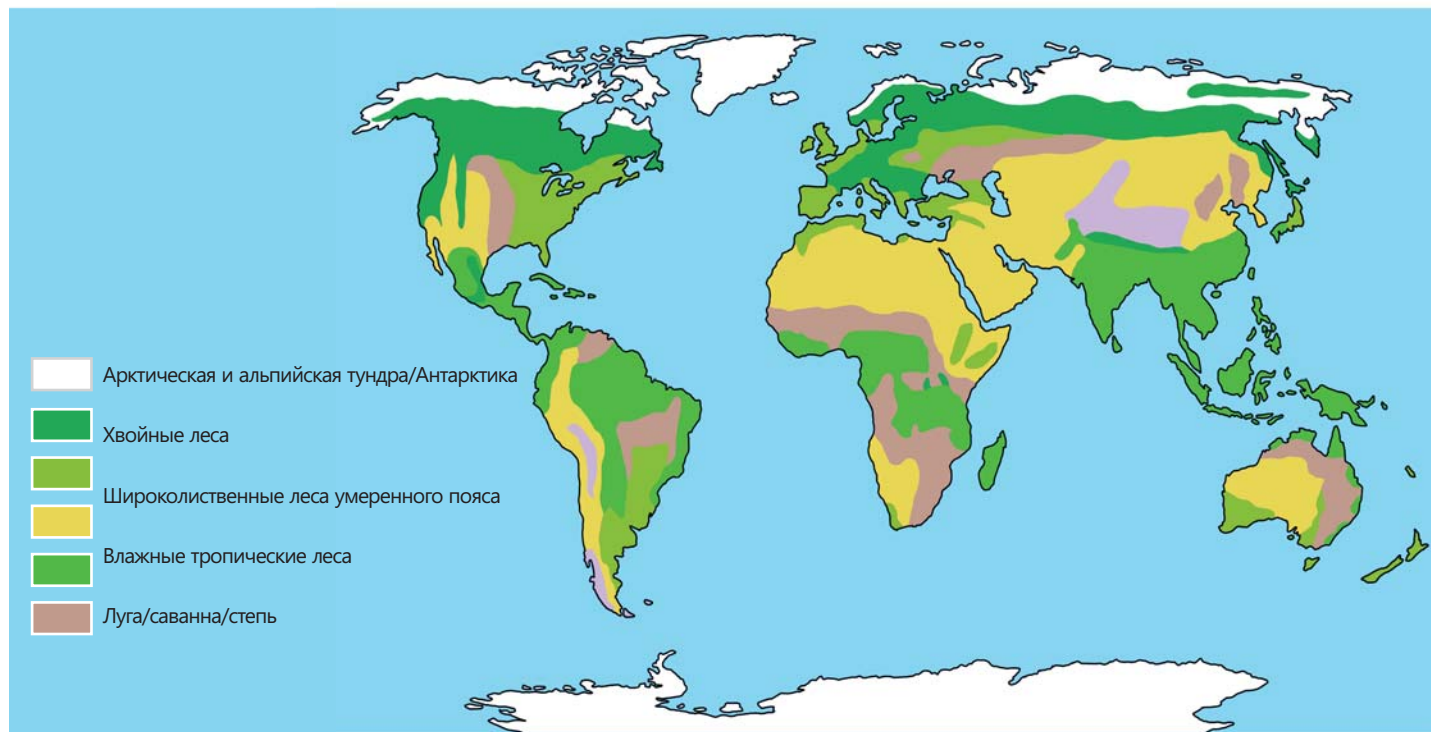 Арктическая и альпийская тундра/Антарктика
Хвойные леса
Широколиственные леса умеренного пояса
Влажные тропические леса
Луга/саванна/степь